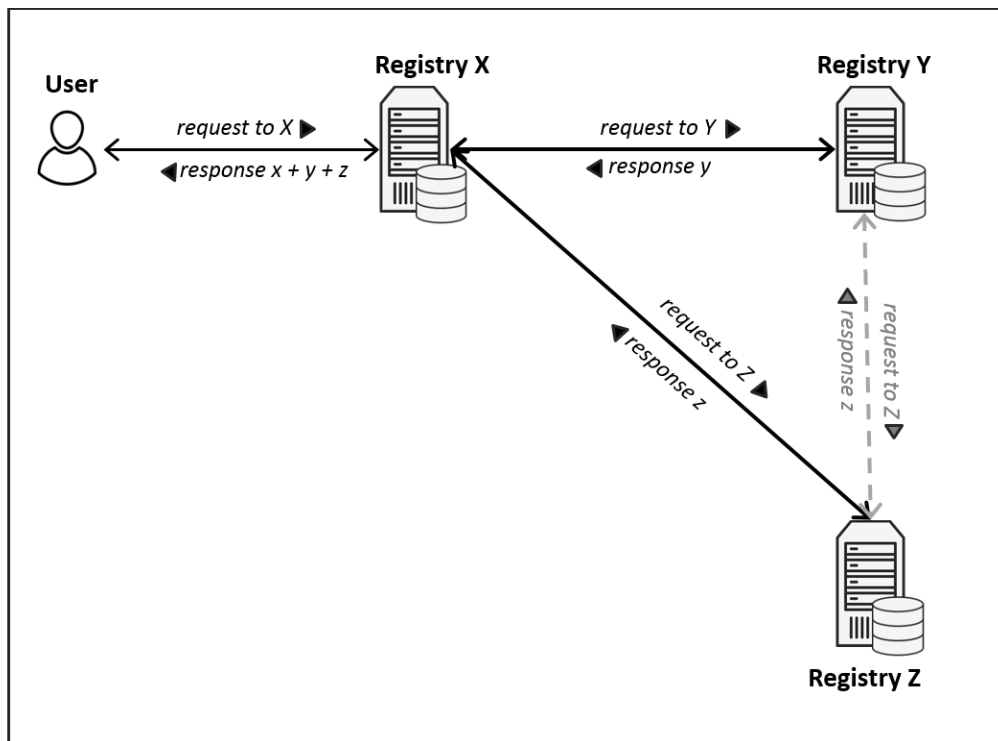 User
Registry X
Registry Y
request to X
response x + y + z
request to Y
response y
request to Z
response z
request to Z
response z
Registry Z